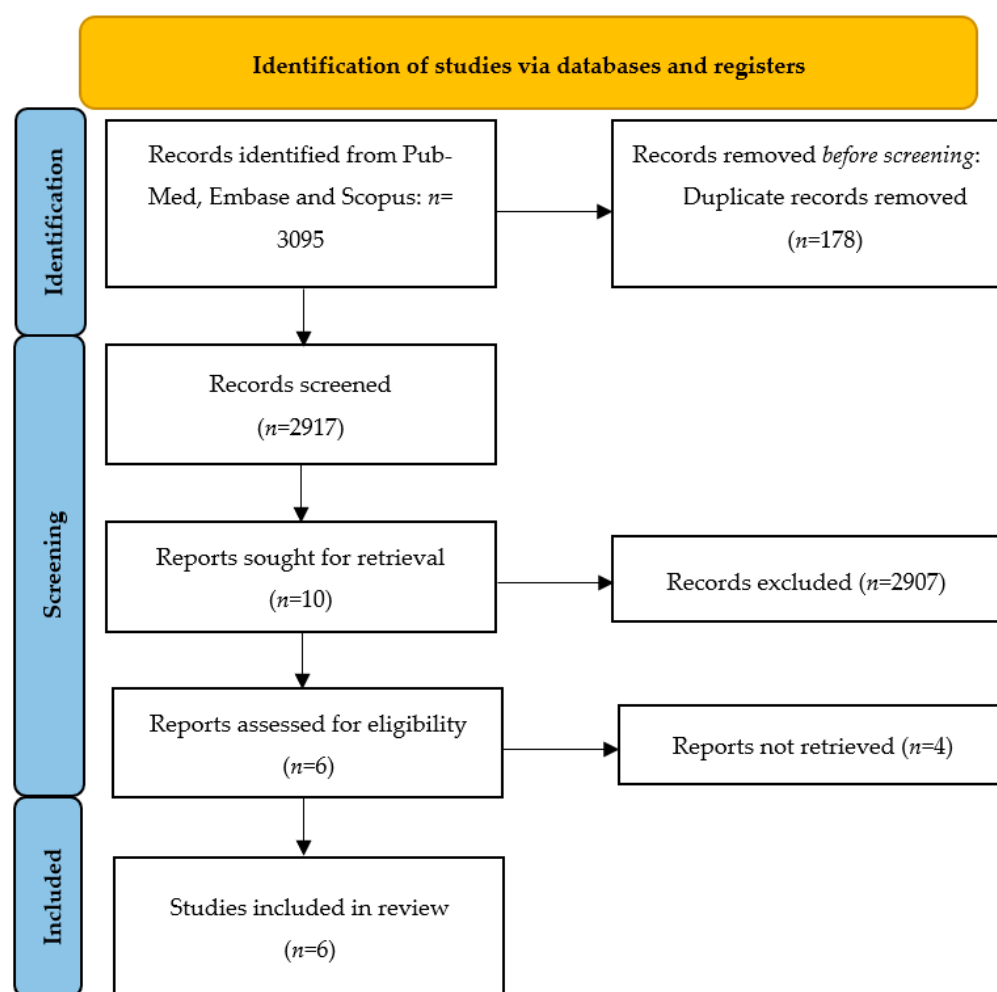 Identification of studies via databases and registers
Identification
Records identified from Pub-
Med, Embase and Scopus: n=
3095
Records removed before screening:
Duplicate records removed
(n=178)
Screening
Records screened
(n=2917)
Reports sought for retrieval
(n=10)
Records excluded (n=2907)
Reports assessed for eligibility
(n=6)
Reports not retrieved (n=4)
Included
Studies included in review
(n=6)